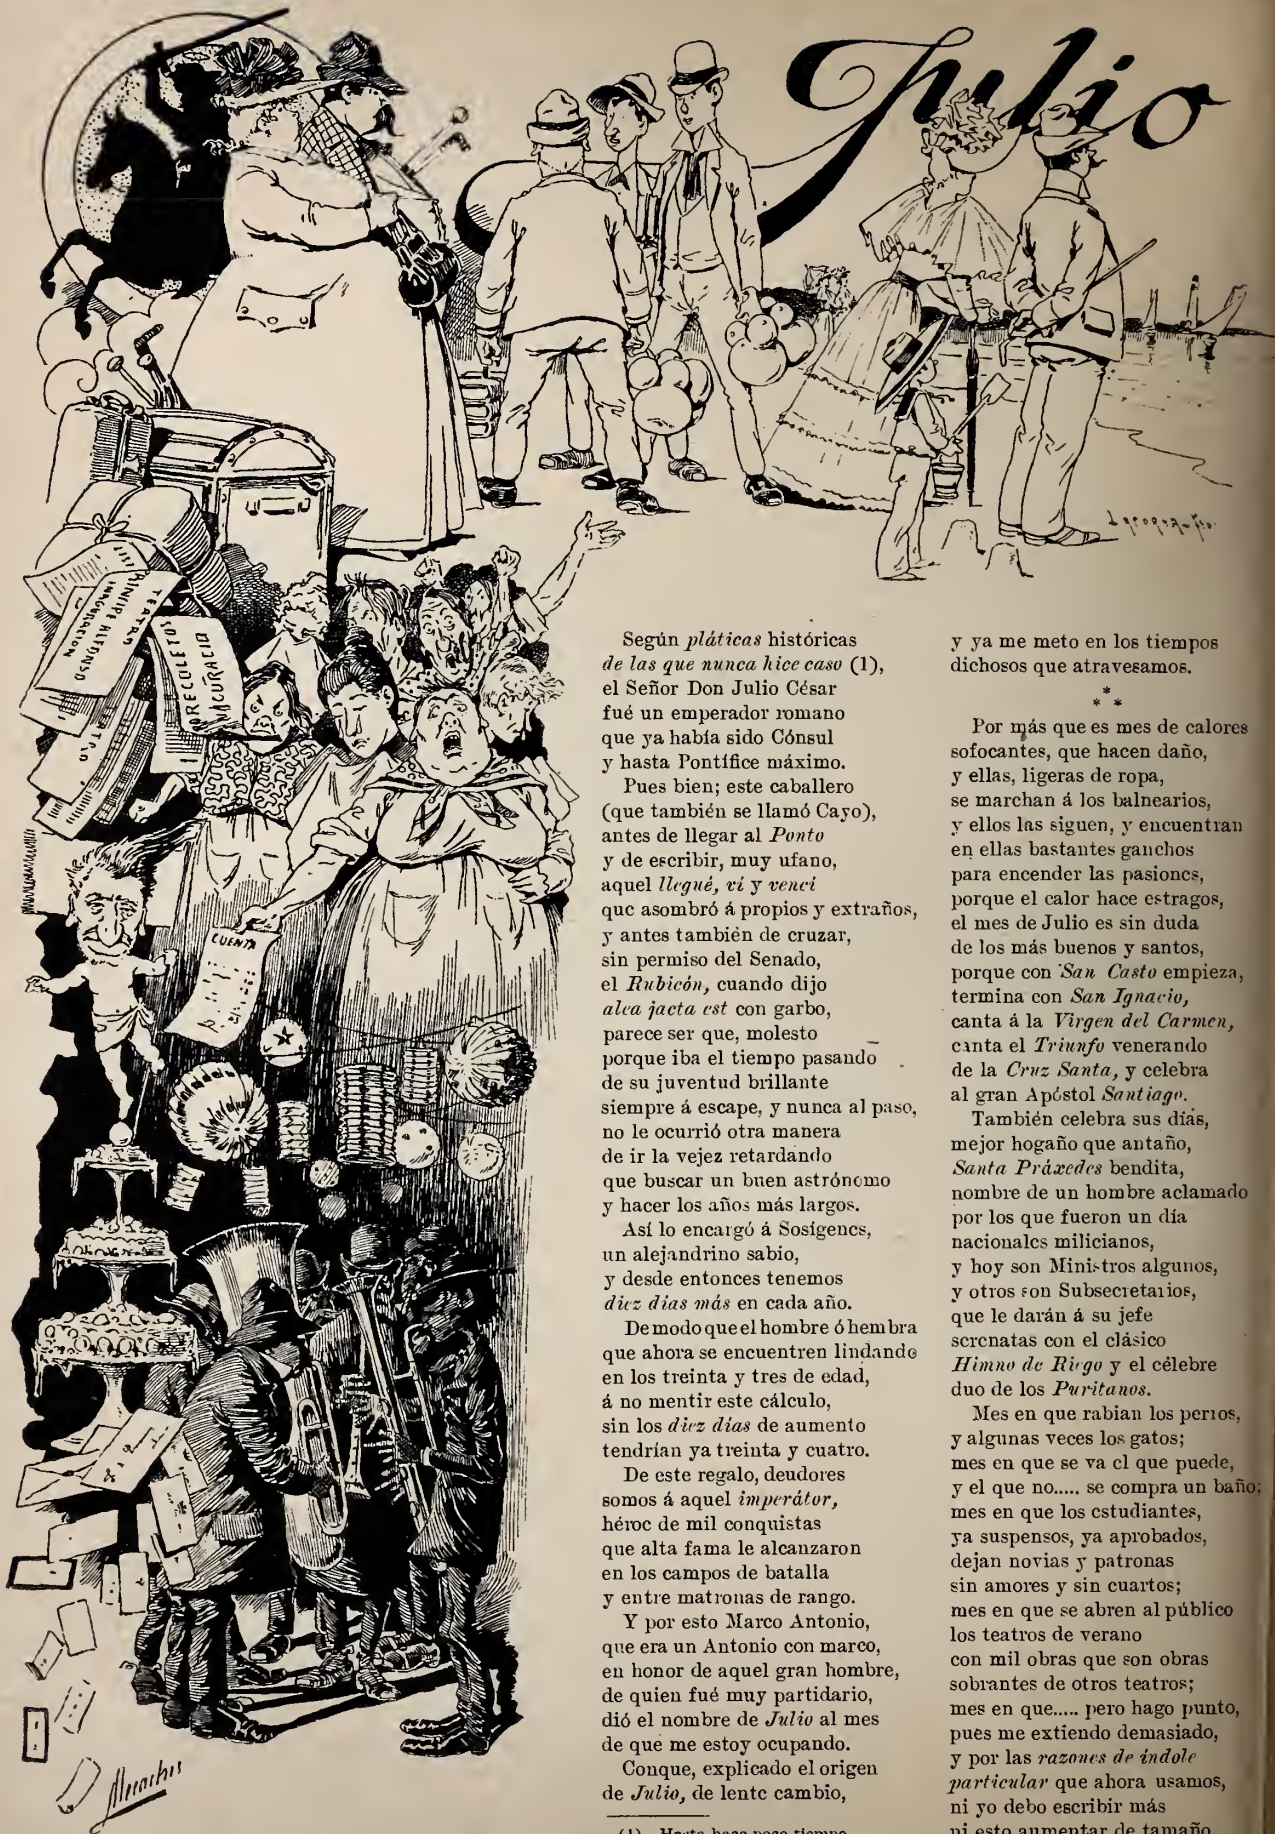 Julio
TEATRO
PRINCIPE ALFONSO
INAUGURACION
RECOLETOS
TEATRO
CUENTA
Según pláticas históricas
de las que nunca hice caso (1),
el Señor Don Julio César
fué un emperador romano
que ya había sido Cónsul
y hasta Pontífice máximo.
Pues bien; este caballero
(que también se llamó Cayo),
antes de llegar al Ponto
y de escribir, muy ufano,
aquel llegué, ví y vencí
que asombró á propios y extraños,
y antes también de cruzar,
sin permiso del Senado,
el Rubicón, cuando dijo
alea jacta est con garbo,
parece ser que, molesto
porque iba el tiempo pasando
de su juventud brillante
siempre á escape, y nunca al paso,
no le ocurrió otra manera
de ir la vejez retardando
que buscar un buen astrónomo
y hacer los años más largos.
Así lo encargó á Sosígenes,
un alejandrino sabio,
y desde entonces tenemos
diez días más en cada año.
De modo que el hombre ó hembra
que ahora se encuentren lindando
en los treinta y tres de edad,
á no mentir este cálculo,
sin los diez días de aumento
tendrían ya treinta y cuatro.
De este regalo, deudores
somos á aquel imperátor,
héroe de mil conquistas
que alta fama le alcanzaron
en los campos de batalla
y entre matronas de rango.
Y por esto Marco Antonio,
que era un Antonio con marco,
en honor de aquel gran hombre,
de quien fué muy partidario,
dió el nombre de Julio al mes
de que me estoy ocupando.
Conque, explicado el origen
de Julio, de lente cambio,
(1) Hasta hace poco tiempo
y ya me meto en los tiempos
dichosos que atravesamos.
* * *
Por más que es mes de calores
sofocantes, que hacen daño,
y ellas, ligeras de ropa,
se marchan á los balnearios,
y ellos las siguen, y encuentran
en ellas bastantes ganchos
para encender las pasiones,
porque el calor hace estragos,
el mes de Julio es sin duda
de los más buenos y santos,
porque con San Casto empieza,
termina con San Ignacio,
canta á la Virgen del Carmen,
canta el Triunfo venerando
de la Cruz Santa, y celebra
al gran Apóstol Santiago.
También celebra sus días,
mejor hogaño que antaño,
Santa Práxedes bendita,
nombre de un hombre aclamado
por los que fueron un día
nacionales milicianos,
y hoy son Ministros algunos,
y otros son Subsecretarios,
que le darán á su jefe
serenatas con el clásico
Himno de Riego y el célebre
duo de los Puritanos.
Mes en que rabian los perros,
y algunas veces los gatos;
mes en que se va el que puede,
y el que no..... se compra un baño;
mes en que los estudiantes,
ya suspensos, ya aprobados,
dejan novias y patronas
sin amores y sin cuartos;
mes en que se abren al público
los teatros de verano
con mil obras que son obras
sobrantes de otros teatros;
mes en que..... pero hago punto,
pues me extiendo demasiado,
y por las razones de índole
particular que ahora usamos,
ni yo debo escribir más
ni esto aumentar de tamaño